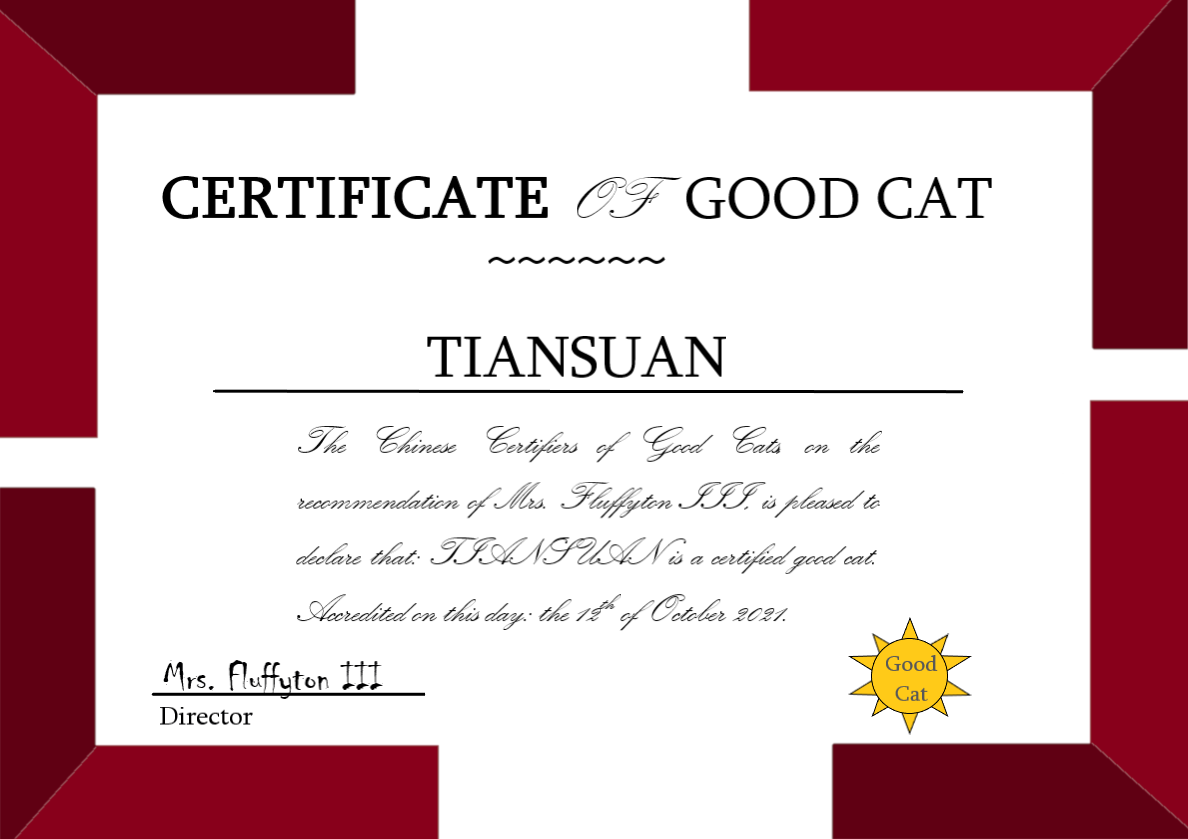 CERTIFICATE OF GOOD CAT
~~~~~~
TIANSUAN
The Chinese Certifiers of Good Cats on the
recommendation of Mrs. Fluffyton III, is pleased to
declare that: TIANSUAN is a certified good cat.
Accredited on this day: the 12th of October 2021.
Mrs. Fluffyton III
Director
Good
Cat